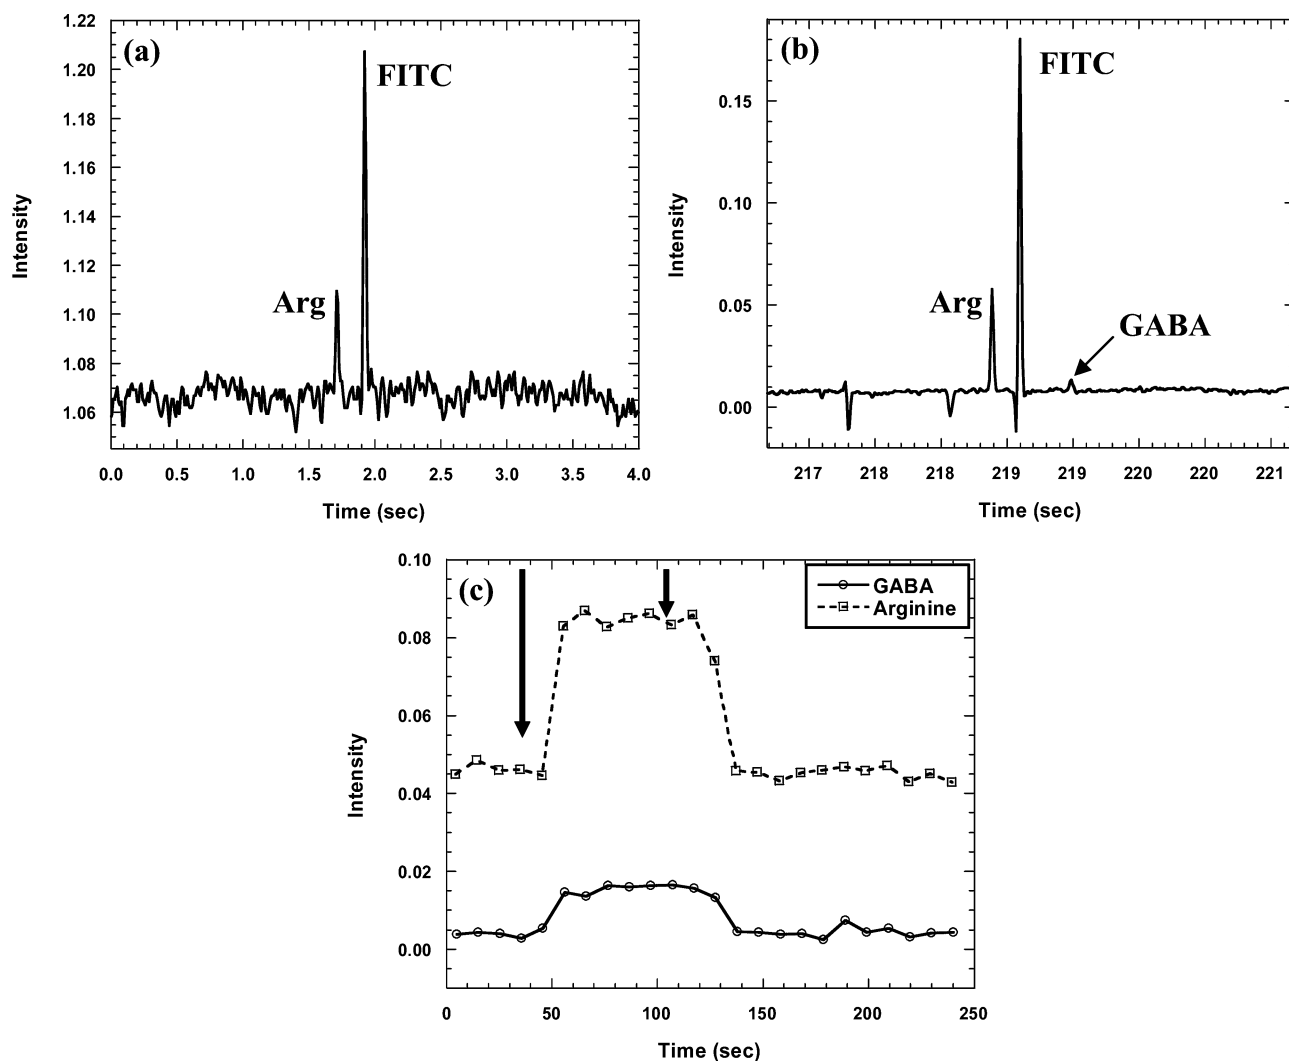 (a)
1.22
1.20
1.18
1.16
1.14
1.12
1.10
1.08
1.06
Intensity
FITC
Arg
0.0 0.5 1.0 1.5 2.0 2.5 3.0 3.5 4.0
Time (sec)
(b)
0.15
0.10
0.05
0.00
Intensity
FITC
Arg
GABA
217 218 218 219 219 220 220 221
Time (sec)
(c)
0.10
0.08
0.06
0.04
0.02
0.00
Intensity
GABA
Arginine
0 50 100 150 200 250
Time (sec)